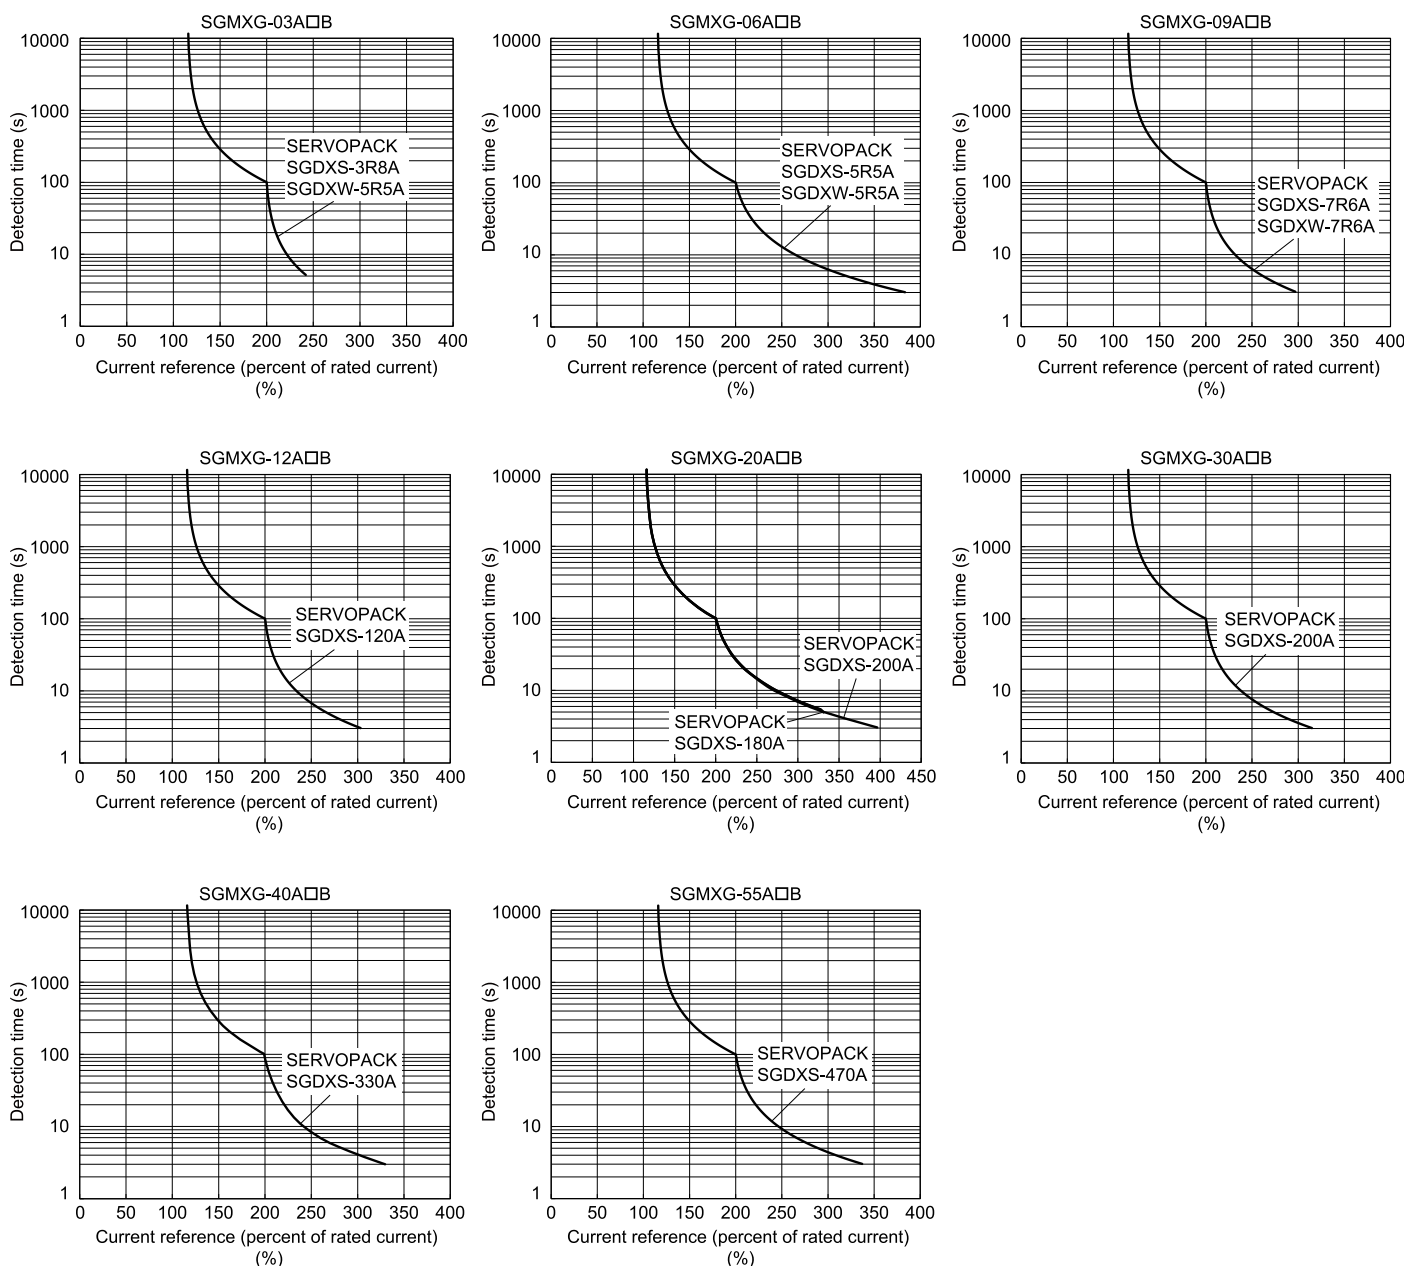 SGMXG-03A□B
10000
1000
100
10
1
Detection time (s)
SERVOPACK
SGDXS-3R8A
SGDXW-5R5A
0 50 100 150 200 250 300 350 400
Current reference (percent of rated current)
(%)
SGMXG-06A□B
10000
1000
100
10
1
Detection time (s)
SERVOPACK
SGDXS-5R5A
SGDXW-5R5A
0 50 100 150 200 250 300 350 400
Current reference (percent of rated current)
(%)
SGMXG-09A□B
10000
1000
100
10
1
Detection time (s)
SERVOPACK
SGDXS-7R6A
SGDXW-7R6A
0 50 100 150 200 250 300 350 400
Current reference (percent of rated current)
(%)
SGMXG-12A□B
10000
1000
100
10
1
Detection time (s)
SERVOPACK
SGDXS-120A
0 50 100 150 200 250 300 350 400
Current reference (percent of rated current)
(%)
SGMXG-20A□B
10000
1000
100
10
1
Detection time (s)
SERVOPACK
SGDXS-200A
SERVOPACK
SGDXS-180A
0 50 100 150 200 250 300 350 400 450
Current reference (percent of rated current)
(%)
SGMXG-30A□B
10000
1000
100
10
1
Detection time (s)
SERVOPACK
SGDXS-200A
0 50 100 150 200 250 300 350 400
Current reference (percent of rated current)
(%)
SGMXG-40A□B
10000
1000
100
10
1
Detection time (s)
SERVOPACK
SGDXS-330A
0 50 100 150 200 250 300 350 400
Current reference (percent of rated current)
(%)
SGMXG-55A□B
10000
1000
100
10
1
Detection time (s)
SERVOPACK
SGDXS-470A
0 50 100 150 200 250 300 350 400
Current reference (percent of rated current)
(%)